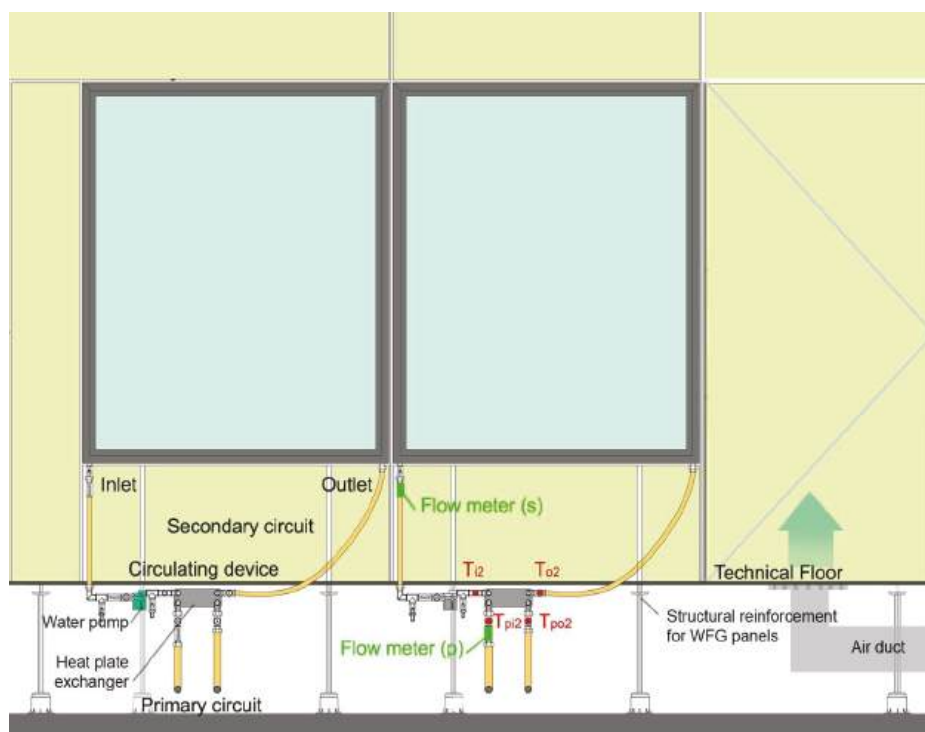 Inlet
Outlet
Flow meter (s)
Secondary circuit
Circulating device
Ti2
To2
Technical Floor
Water pump
Tpi2
Tpo2
Structural reinforcement
for WFG panels
Flow meter (p)
Air duct
Heat plate
exchanger
Primary circuit